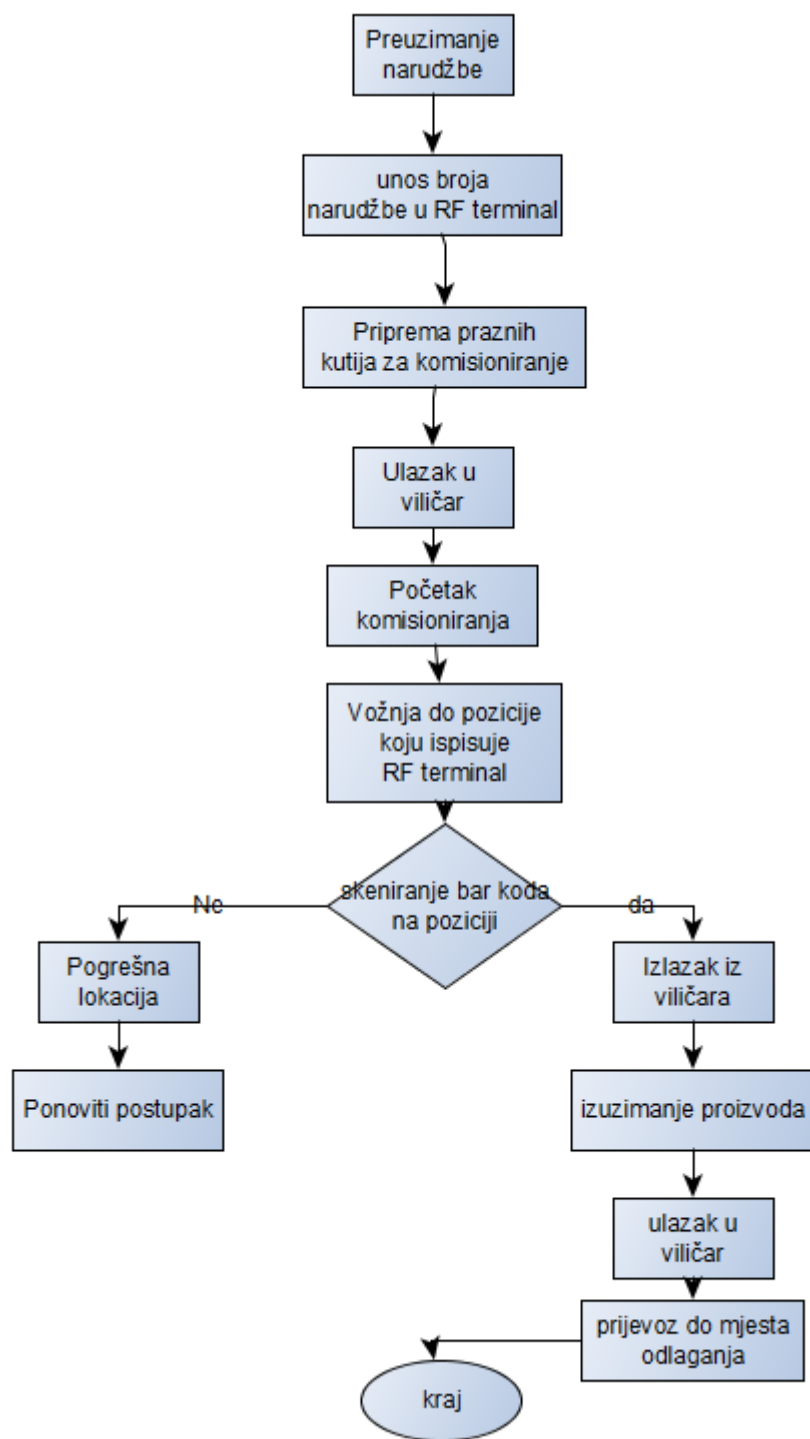 Preuzimanje
narudžbe
unos broja
narudžbe u RF terminal
Priprema praznih
kutija za komisioniranje
Ulazak u
viličar
Početak
komisioniranja
Vožnja do pozicije
koju ispisuje
RF terminal
skeniranje bar koda
na poziciji
Ne
da
Pogrešna
lokacija
Ponoviti postupak
Izlazak iz
viličara
izuzimanje proizvoda
ulazak u
viličar
prijevoz do mjesta
odlaganja
kraj